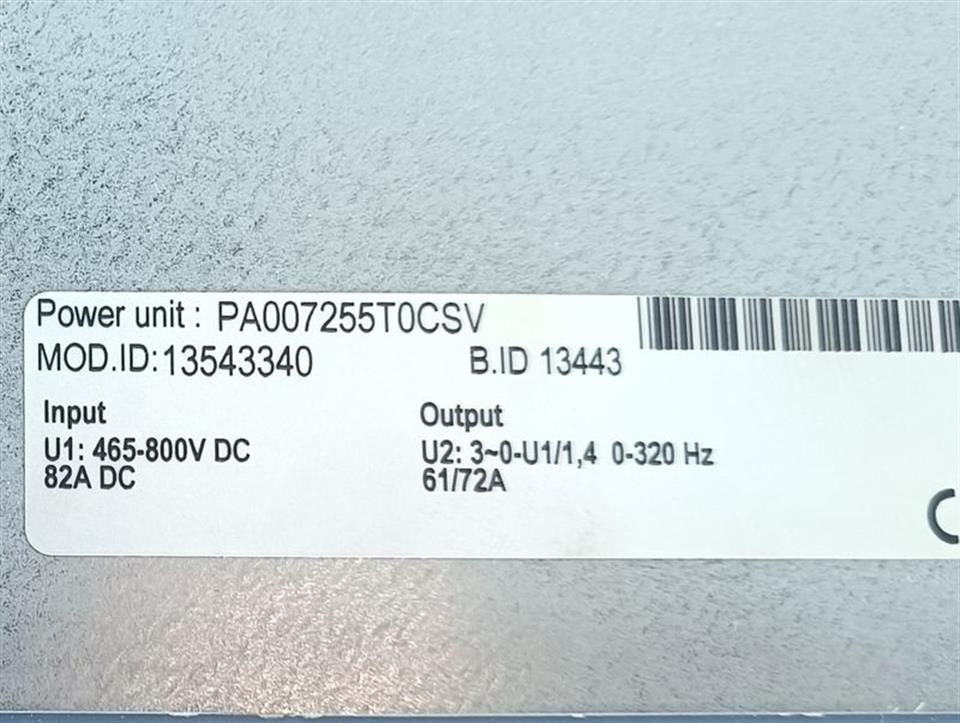 Power unit : PA007255T0CSV
MOD.ID:13543340 B.ID 13443
Input Output
U1: 465-800V DC U2: 3~0-U1/1,4 0-320 Hz
82A DC 61/72A